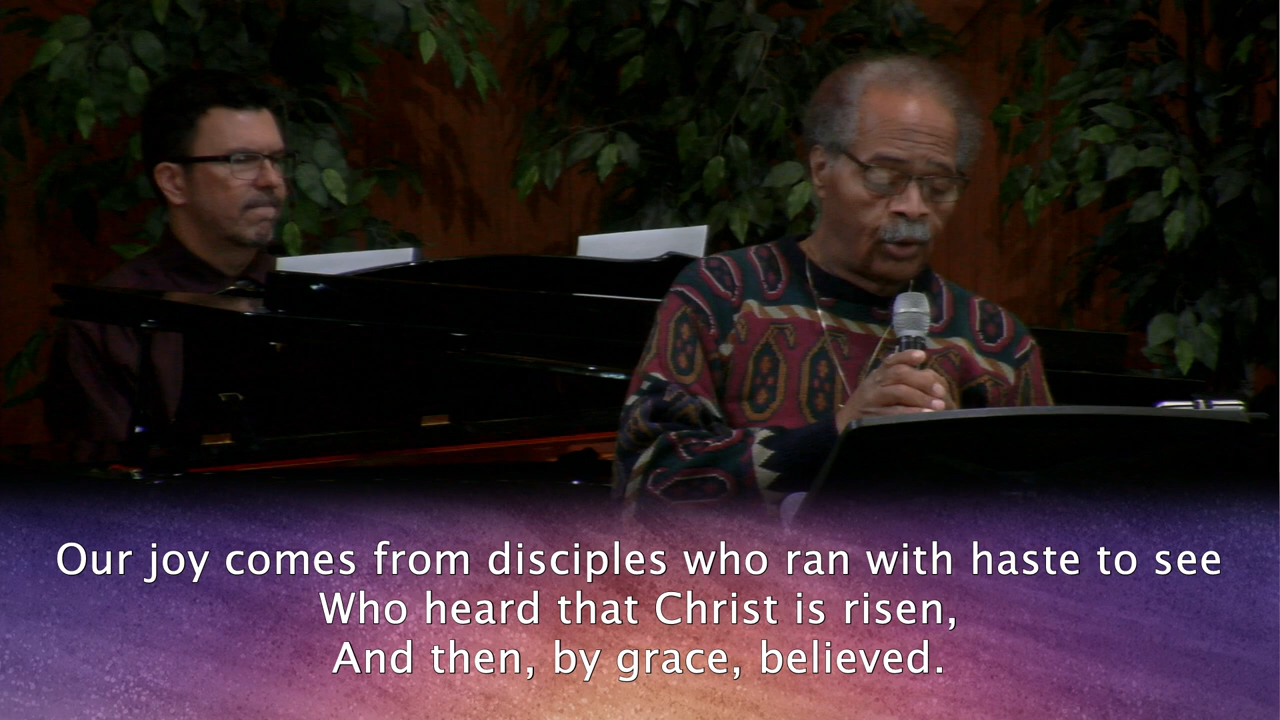 Our joy comes from disciples who ran with haste to see
Who heard that Christ is risen,
And then, by grace, believed.